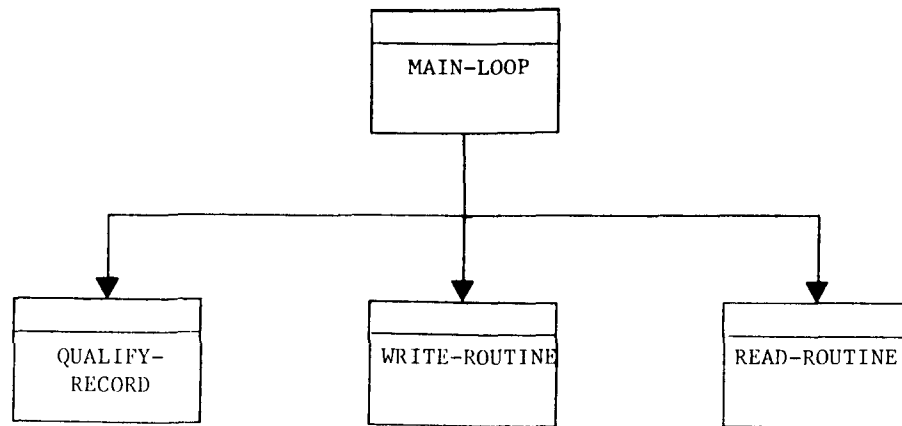 MAIN-LOOP
QUALIFY-
RECORD
WRITE-ROUTINE
READ-ROUTINE